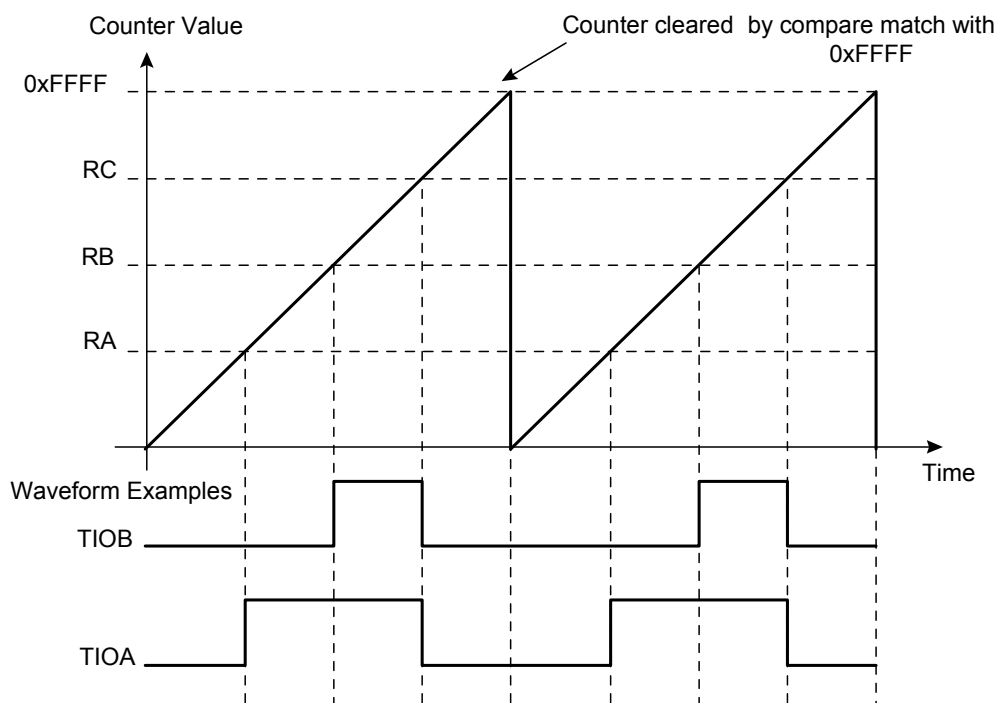 Counter Value
Counter cleared by compare match with
0xFFFF
0xFFFF
RC
RB
RA
Time
Waveform Examples
TIOB
TIOA